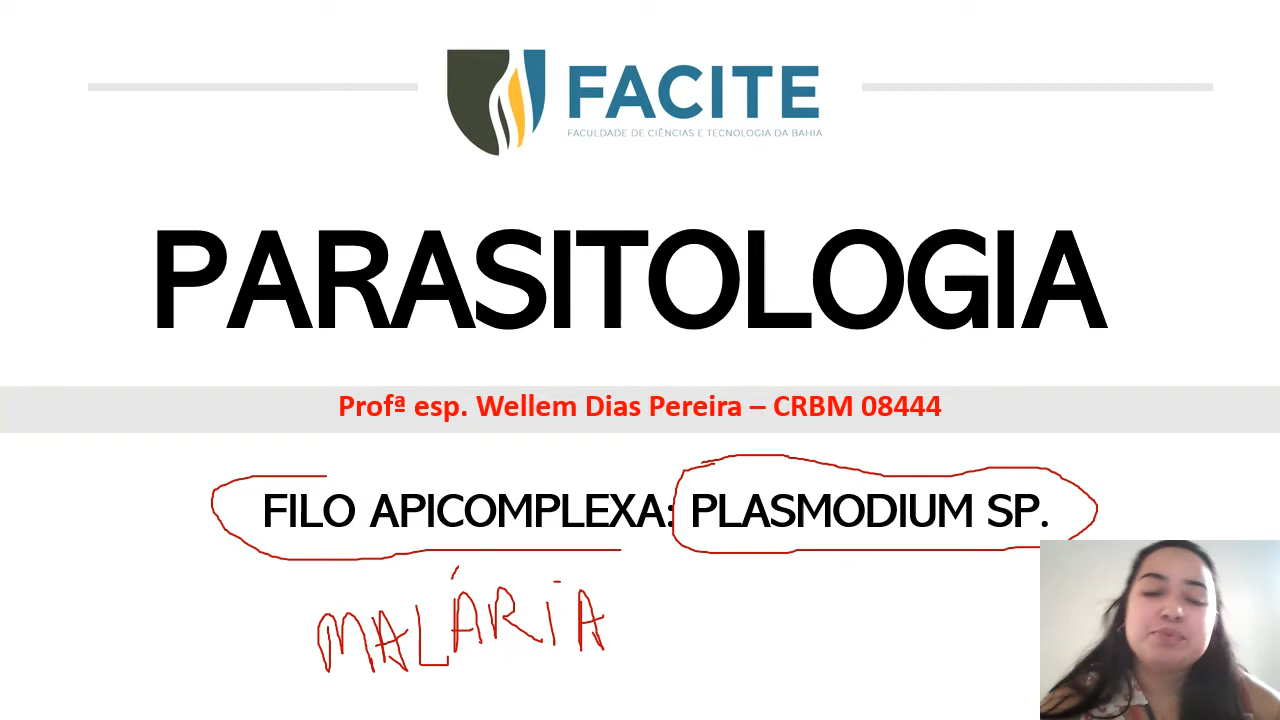 FACITE
FACULDADE DE CIÊNCIAS E TECNOLOGIA DA BAHIA
PARASITOLOGIA
Profª esp. Wellem Dias Pereira – CRBM 08444
FILO APICOMPLEXA: PLASMODIUM SP.
MALÁRIA